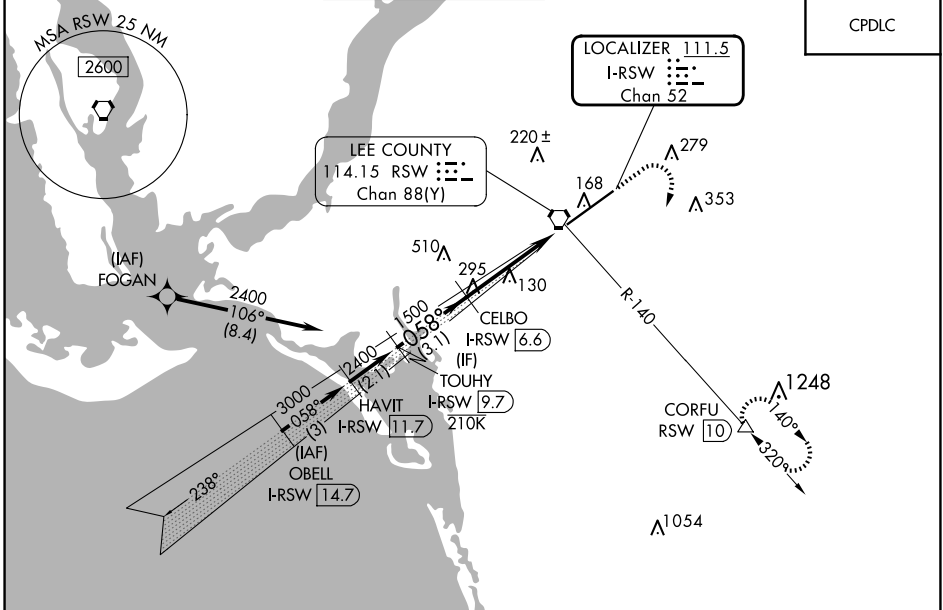 MSA RSW 25 NM
2600
CPDLC
LOCALIZER 111.5
I-RSW
Chan 52
LEE COUNTY
114.15 RSW
Chan 88(Y)
220 ±
168
279
353
510
295
130
(IAF)
FOGAN
2400
106°
(8.4)
1500
058°
(3.1)
CELBO
I-RSW 6.6
(IF)
TOUHY
I-RSW 9.7
210K
2400
(2.1)
HAVIT
I-RSW 11.7
3000
058°
(3)
(IAF)
OBELL
I-RSW 14.7
238°
R-140
CORFU
RSW 10
1248
140°
320°
1054